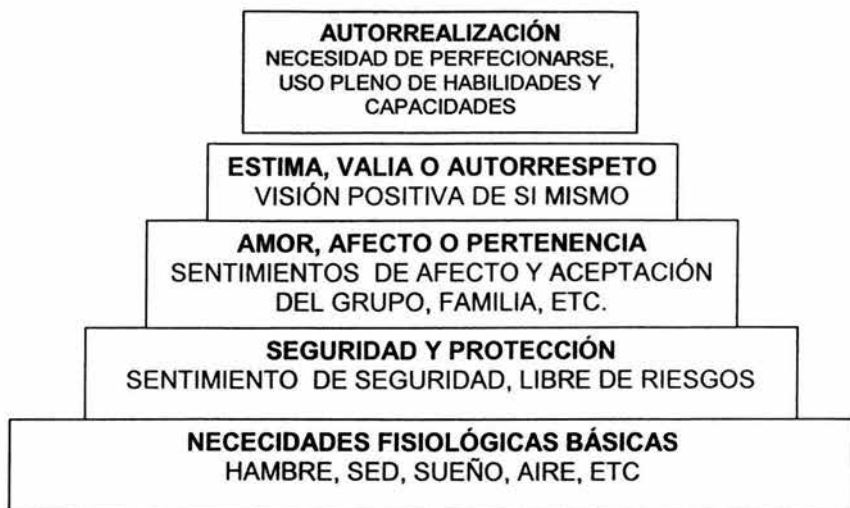 AUTORREALIZACIÓN
NECESIDAD DE PERFECIONARSE,
USO PLENO DE HABILIDADES Y
CAPACIDADES
ESTIMA, VALIA O AUTORRESPETO
VISIÓN POSITIVA DE SI MISMO
AMOR, AFECTO O PERTENENCIA
SENTIMIENTOS DE AFECTO Y ACEPTACIÓN
DEL GRUPO, FAMILIA, ETC.
SEGURIDAD Y PROTECCIÓN
SENTIMIENTO DE SEGURIDAD, LIBRE DE RIESGOS
NECECIDADES FISIOLÓGICAS BÁSICAS
HAMBRE, SED, SUEÑO, AIRE, ETC